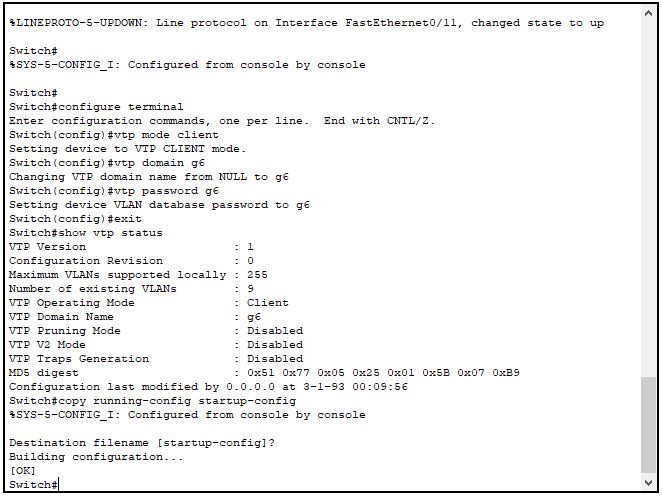 %LINEPROTO-5-UPDOWN: Line protocol on Interface FastEthernet0/11, changed state to up
Switch#
%SYS-5-CONFIG_I: Configured from console by console
Switch#
Switch#configure terminal
Enter configuration commands, one per line.  End with CNTL/Z.
Switch(config)#vtp mode client
Setting device to VTP CLIENT mode.
Switch(config)#vtp domain g6
Changing VTP domain name from NULL to g6
Switch(config)#vtp password g6
Setting device VLAN database password to g6
Switch(config)#exit
Switch#show vtp status
VTP Version                     : 1
Configuration Revision          : 0
Maximum VLANs supported locally : 255
Number of existing VLANs        : 9
VTP Operating Mode              : Client
VTP Domain Name                 : g6
VTP Pruning Mode                : Disabled
VTP V2 Mode                     : Disabled
VTP Traps Generation            : Disabled
MD5 digest                      : 0x51 0x77 0x05 0x25 0x01 0x5B 0x07 0xB9
Configuration last modified by 0.0.0.0 at 3-1-93 00:09:56
Switch#copy running-config startup-config
%SYS-5-CONFIG_I: Configured from console by console
Destination filename [startup-config]?
Building configuration...
[OK]
Switch#